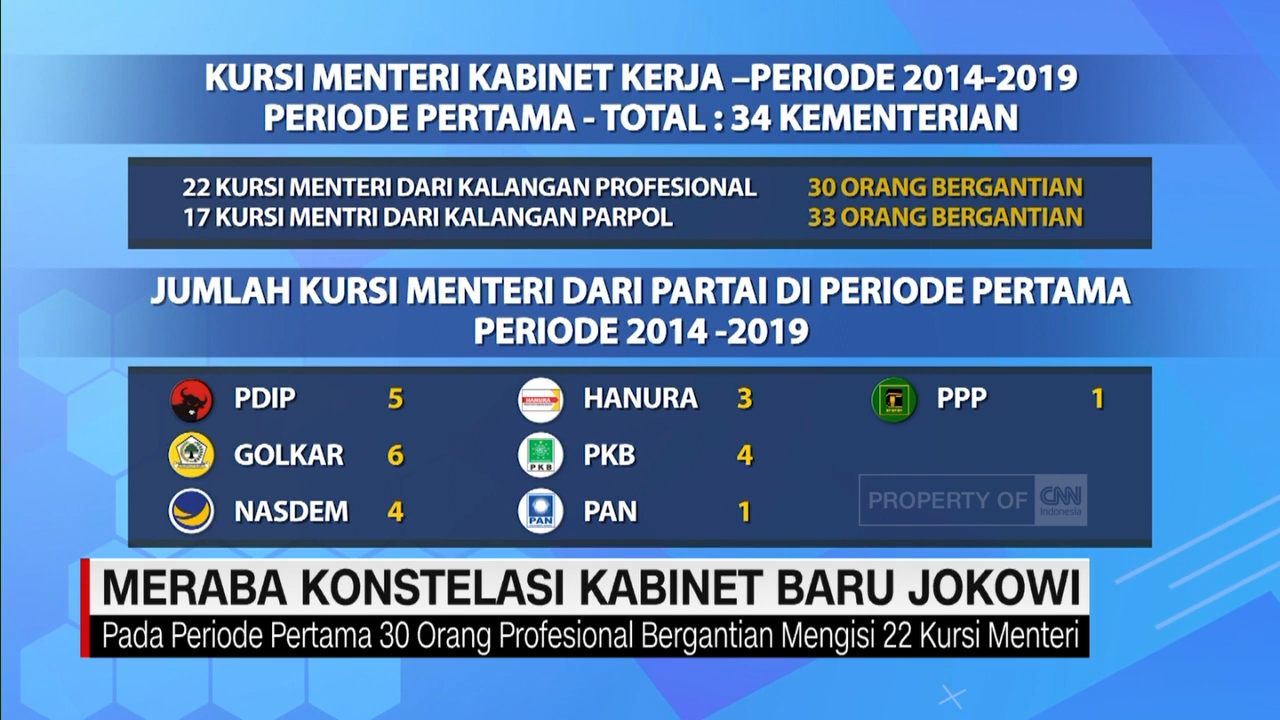 KURSI MENTERI KABINET KERJA –PERIODE 2014-2019
PERIODE PERTAMA - TOTAL : 34 KEMENTERIAN
22 KURSI MENTERI DARI KALANGAN PROFESIONAL 30 ORANG BERGANTIAN
17 KURSI MENTRI DARI KALANGAN PARPOL 33 ORANG BERGANTIAN
JUMLAH KURSI MENTERI DARI PARTAI DI PERIODE PERTAMA
PERIODE 2014 -2019
PDIP 5 HANURA HANURA 3 PPP 1
GOLKAR 6 PKB PKB 4
NASDEM 4 PAN PAN 1
PROPERTY OF CNN Indonesia
MERABA KONSTELASI KABINET BARU JOKOWI
Pada Periode Pertama 30 Orang Profesional Bergantian Mengisi 22 Kursi Menteri